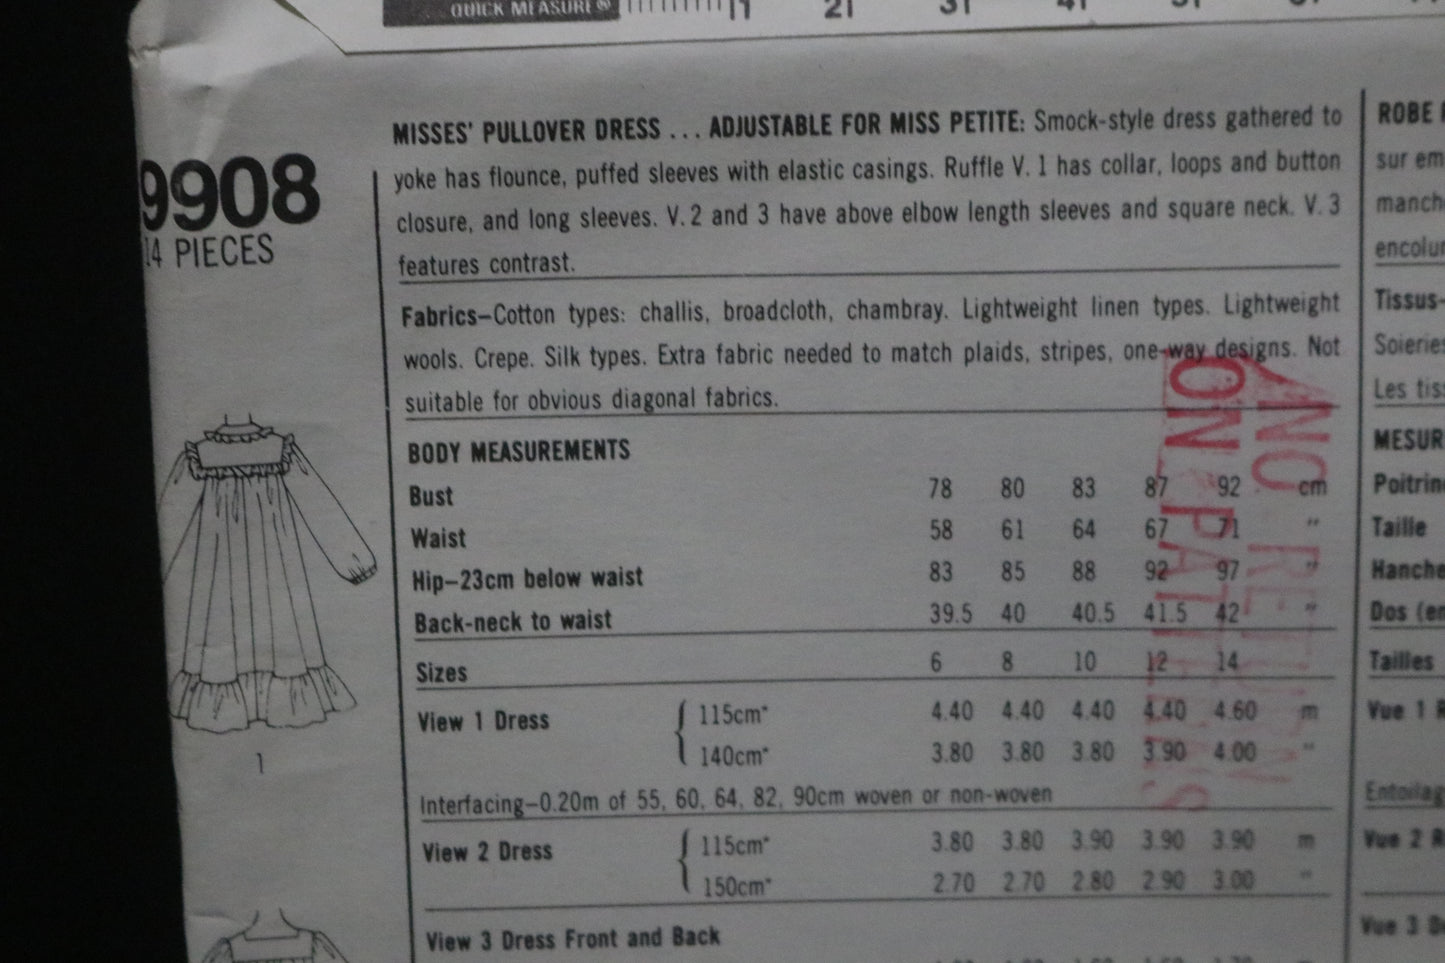 QUICK MEASURE®
1 21 31 41 51
9908
14 PIECES
MISSES' PULLOVER DRESS ... ADJUSTABLE FOR MISS PETITE: Smock-style dress gathered to
yoke has flounce, puffed sleeves with elastic casings. Ruffle V. 1 has collar, loops and button
closure, and long sleeves. V. 2 and 3 have above elbow length sleeves and square neck. V. 3
features contrast.
Fabrics—Cotton types: challis, broadcloth, chambray. Lightweight linen types. Lightweight
wools. Crepe. Silk types. Extra fabric needed to match plaids, stripes, one-way designs. Not
suitable for obvious diagonal fabrics.
BODY MEASUREMENTS
Bust 78 80 83 87 92 cm
Waist 58 61 64 67 71 "
Hip—23cm below waist 83 85 88 92 97 "
Back-neck to waist 39.5 40 40.5 41.5 42 "
Sizes 6 8 10 12 14
View 1 Dress { 115cm* 4.40 4.40 4.40 4.40 4.60 m
140cm* 3.80 3.80 3.80 3.90 4.00 "
Interfacing—0.20m of 55, 60, 64, 82, 90cm woven or non-woven
View 2 Dress { 115cm* 3.80 3.80 3.90 3.90 3.90 m
150cm* 2.70 2.70 2.80 2.90 3.00 "
View 3 Dress Front and Back
1
NO RETURN
ON PATTERNS
ROBE
sur em
manch
encolur
Tissus-
Soieries
Les tiss
MESUR
Poitrine
Taille
Hanche
Dos (en
Tailles
Vue 1 R
Entoilag
Vue 2 R
Vue 3